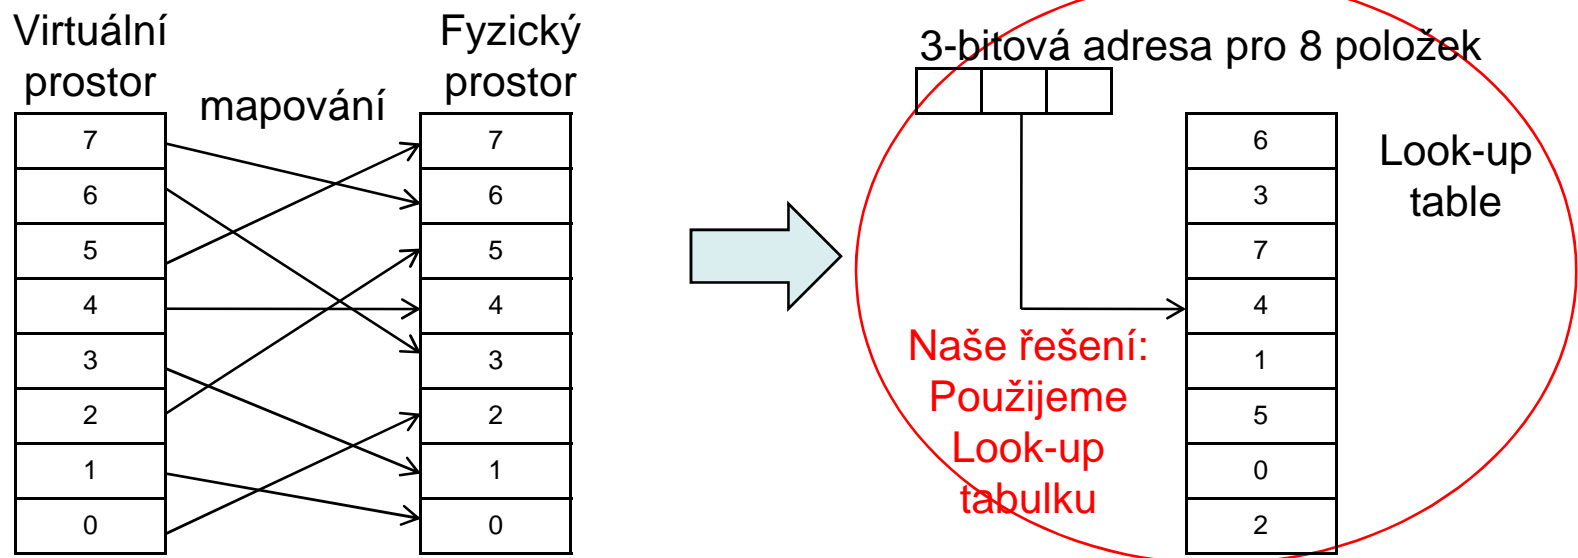 Virtuální
prostor
mapování
Fyzický
prostor
7
6
5
4
3
2
1
0
7
6
5
4
3
2
1
0
3-bitová adresa pro 8 položek
6
3
7
4
1
5
0
2
Look-up
table
Naše řešení:
Použijeme
Look-up
tabulku